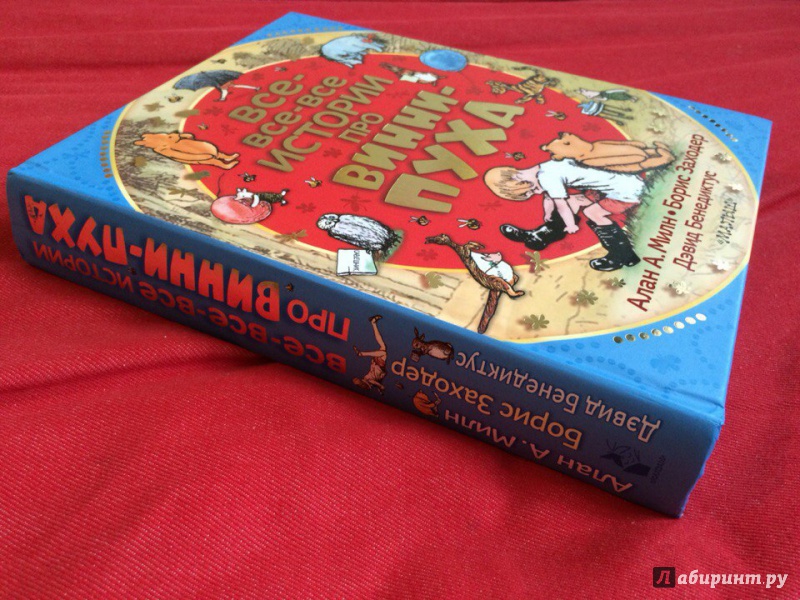 ВСЕ-
ВСЕ-ВСЕ
ИСТОРИИ
ПРО
ВИННИ-
ПУХА
Алан А. Милн • Борис Заходер
Дэвид Бенедиктус
ВСЕ-ВСЕ-ВСЕ ИСТОРИИ
ПРО ВИННИ-ПУХА
Алан А. Милн
Борис Заходер
Дэвид Бенедиктус
Лабиринт.ру